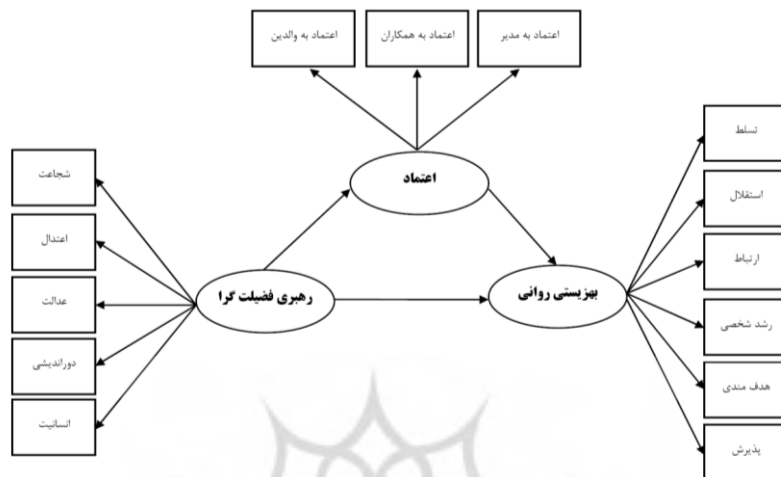 اعتماد به مدیر
اعتماد به همکاران
اعتماد به والدین
تسلط
شجاعت
اعتماد
استقلال
اعتدال
ارتباط
بهزیستی روانی
رهبری فضیلت گرا
عدالت
رشد شخصی
دوراندیشی
هدف مندی
انسانیت
پذیرش